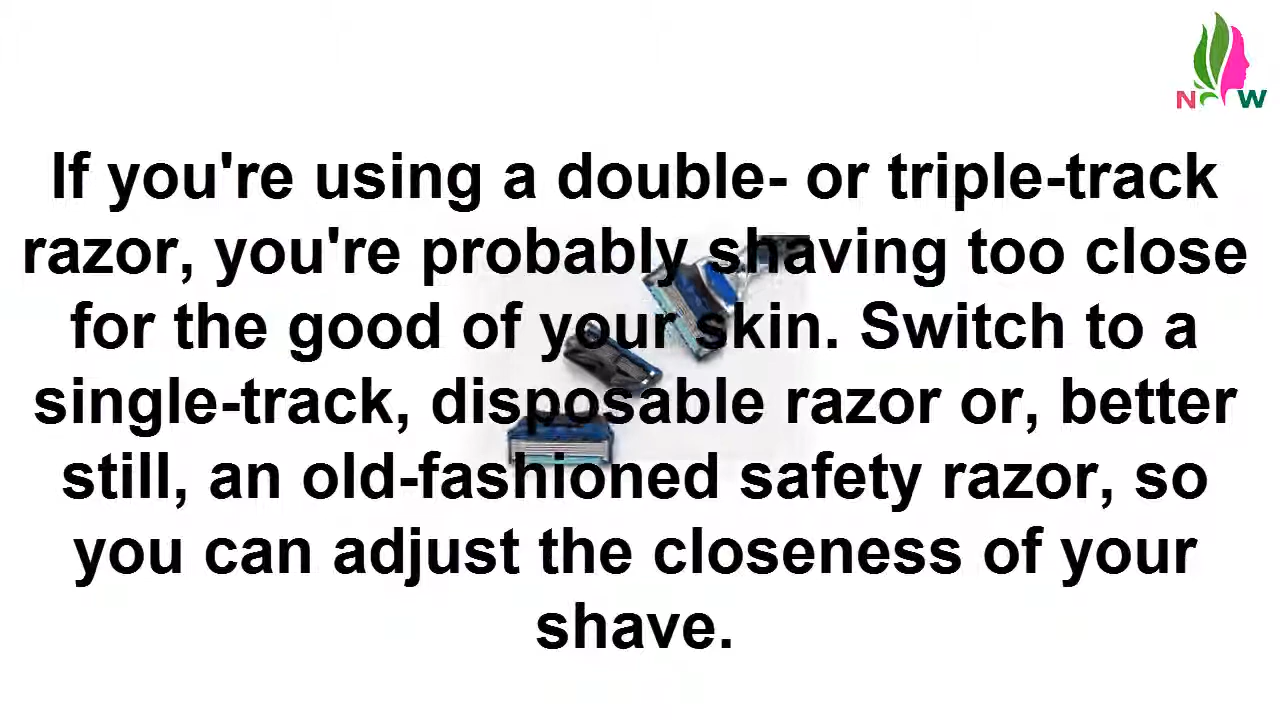 N W
If you're using a double- or triple-track
razor, you're probably shaving too close
for the good of your skin. Switch to a
single-track, disposable razor or, better
still, an old-fashioned safety razor, so
you can adjust the closeness of your
shave.